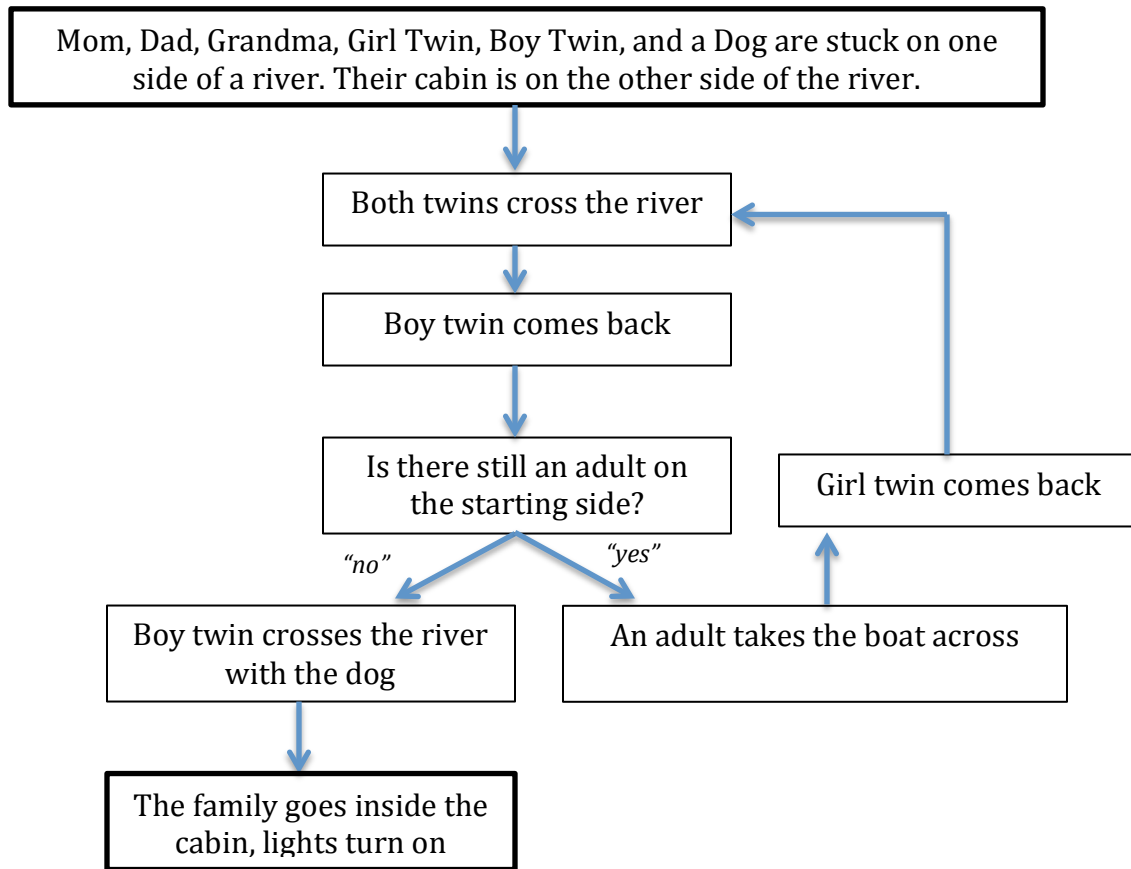 Mom, Dad, Grandma, Girl Twin, Boy Twin, and a Dog are stuck on one
side of a river. Their cabin is on the other side of the river.
Both twins cross the river
Boy twin comes back
Is there still an adult on
the starting side?
Girl twin comes back
“no”
“yes”
Boy twin crosses the river
with the dog
An adult takes the boat across
The family goes inside the
cabin, lights turn on